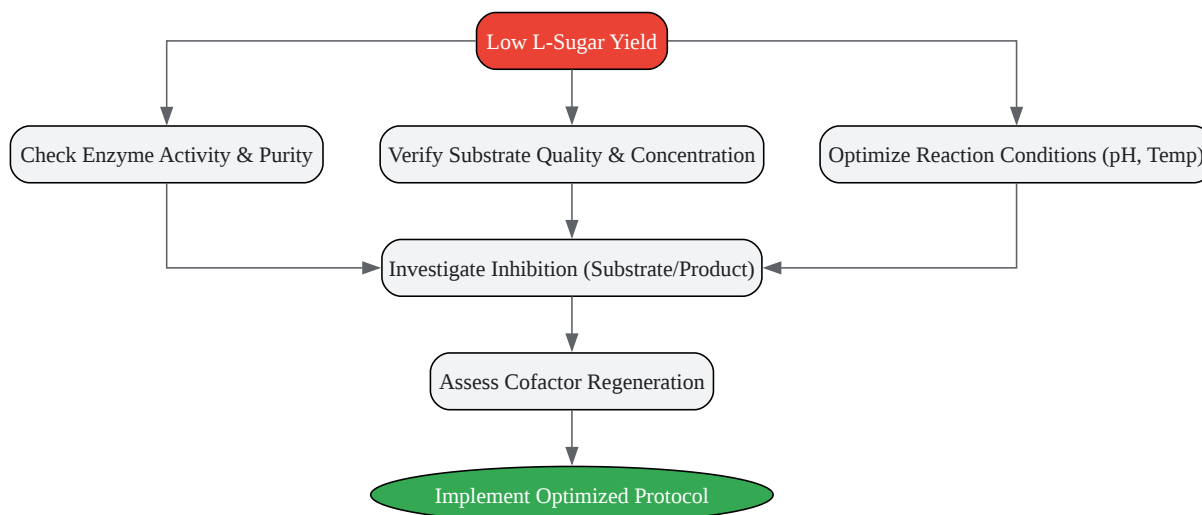 Low L-Sugar Yield
Check Enzyme Activity & Purity
Verify Substrate Quality & Concentration
Optimize Reaction Conditions (pH, Temp)
Investigate Inhibition (Substrate/Product)
Assess Cofactor Regeneration
Implement Optimized Protocol